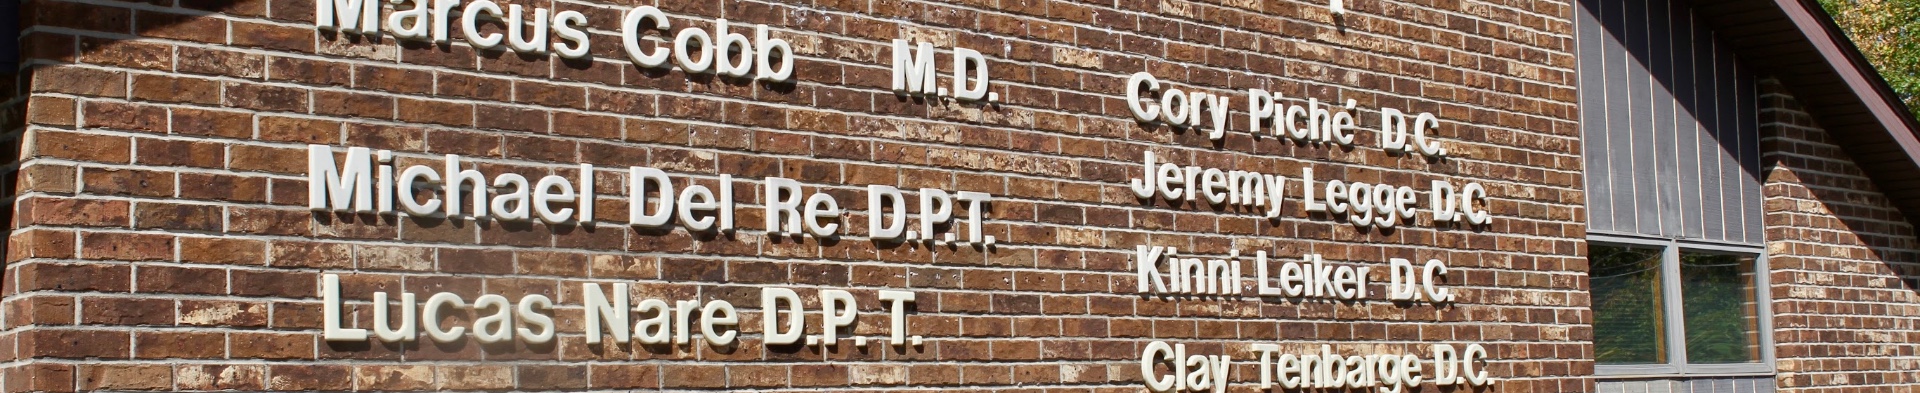 Marcus Cobb M.D.
Michael Del Re D.P.T.
Lucas Nare D.P.T.
Cory Piché D.C.
Jeremy Legge D.C.
Kinni Leiker D.C.
Clay Tenbarge D.C.